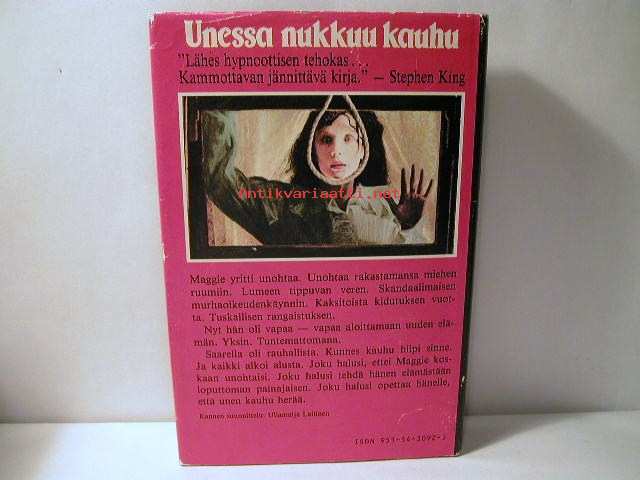 Unessa nukkuu kauhu
"Lähes hypnoottisen tehokas . . .
Kammottavan jännittävä kirja." — Stephen King
Antikvariaatti.net
Maggie yritti unohtaa. Unohtaa rakastamansa miehen
ruumiin. Lumeen tippuvan veren. Skandaalimaisen
murhaoikeudenkäynnin. Kaksitoista kidutuksen vuot-
ta. Tuskallisen rangaistuksen.
Nyt hän oli vapaa — vapaa aloittamaan uuden elä-
män. Yksin. Tuntemattomana.
Saarella oli rauhallista. Kunnes kauhu hiipi sinne.
Ja kaikki alkoi alusta. Joku halusi, ettei Maggie kos-
kaan unohtaisi. Joku halusi tehdä hänen elämästään
loputtoman painajaisen. Joku halusi opettaa hänelle,
että unen kauhu herää.
Kannen suunnittelu: Ullamaija
ISBN 951-